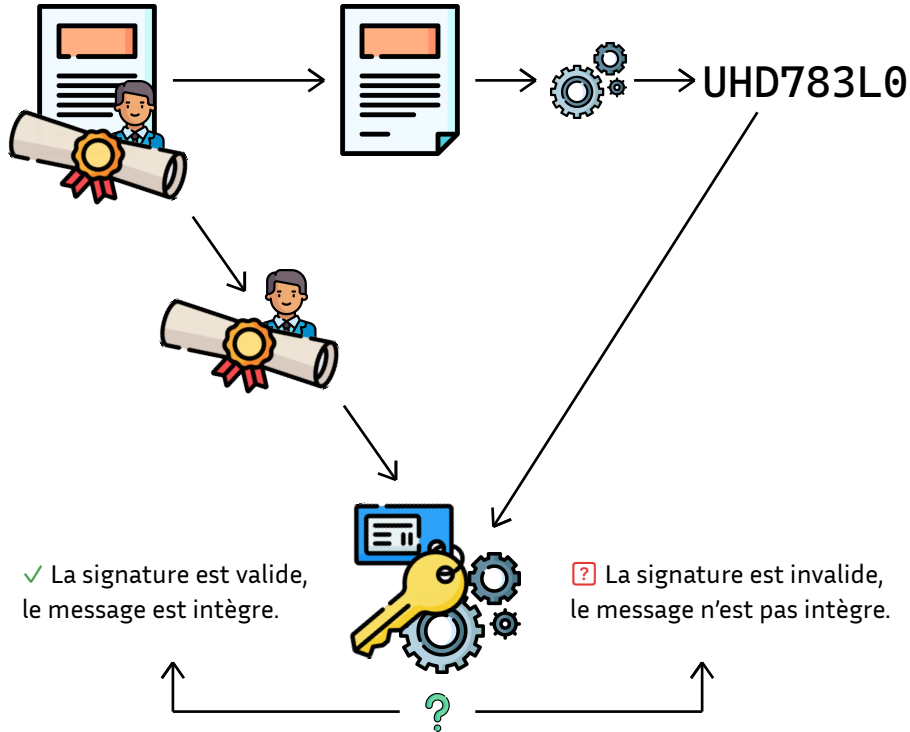 UHD783L0
✓ La signature est valide,
le message est intègre.
? La signature est invalide,
le message n’est pas intègre.
?